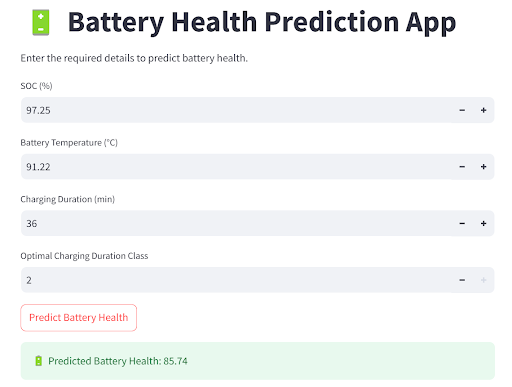 Battery Health Prediction App
Enter the required details to predict battery health.
SOC (%)
97.25
Battery Temperature (°C)
91.22
Charging Duration (min)
36
Optimal Charging Duration Class
2
Predict Battery Health
Predicted Battery Health: 85.74